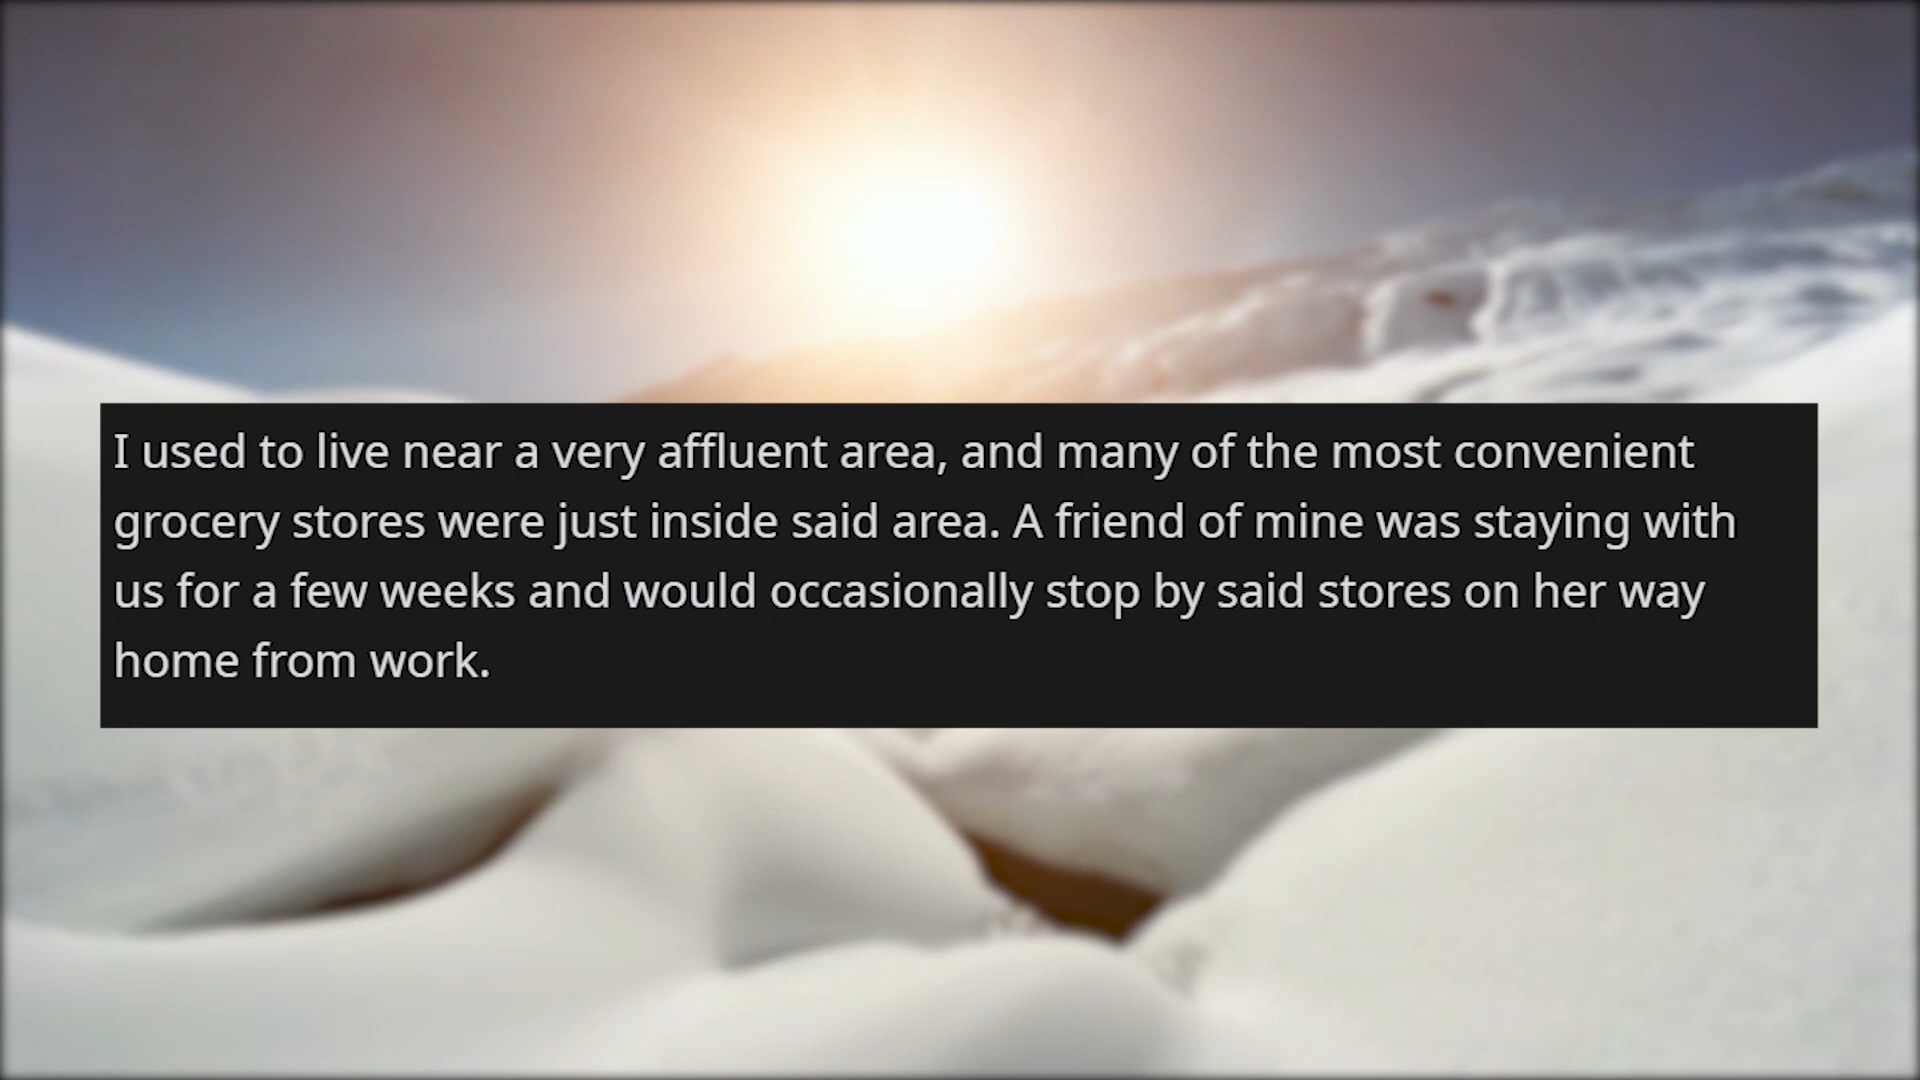 I used to live near a very affluent area, and many of the most convenient
grocery stores were just inside said area. A friend of mine was staying with
us for a few weeks and would occasionally stop by said stores on her way
home from work.